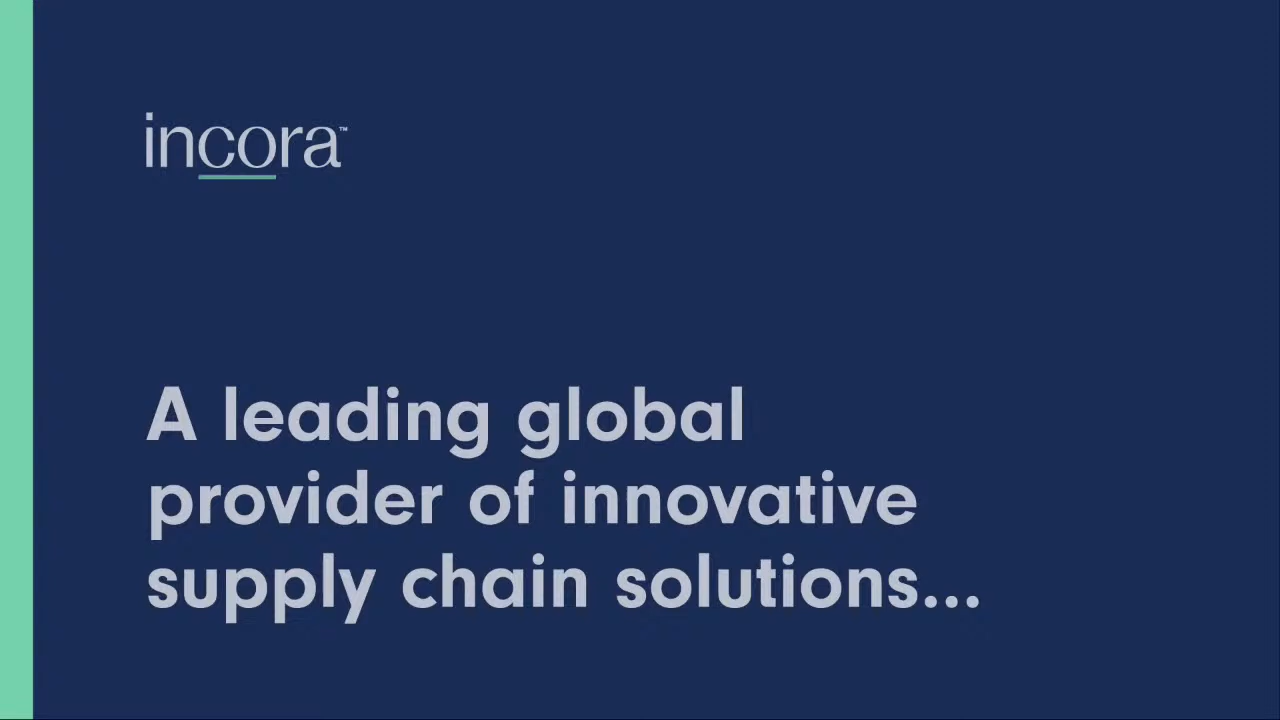 incora™
A leading global
provider of innovative
supply chain solutions...